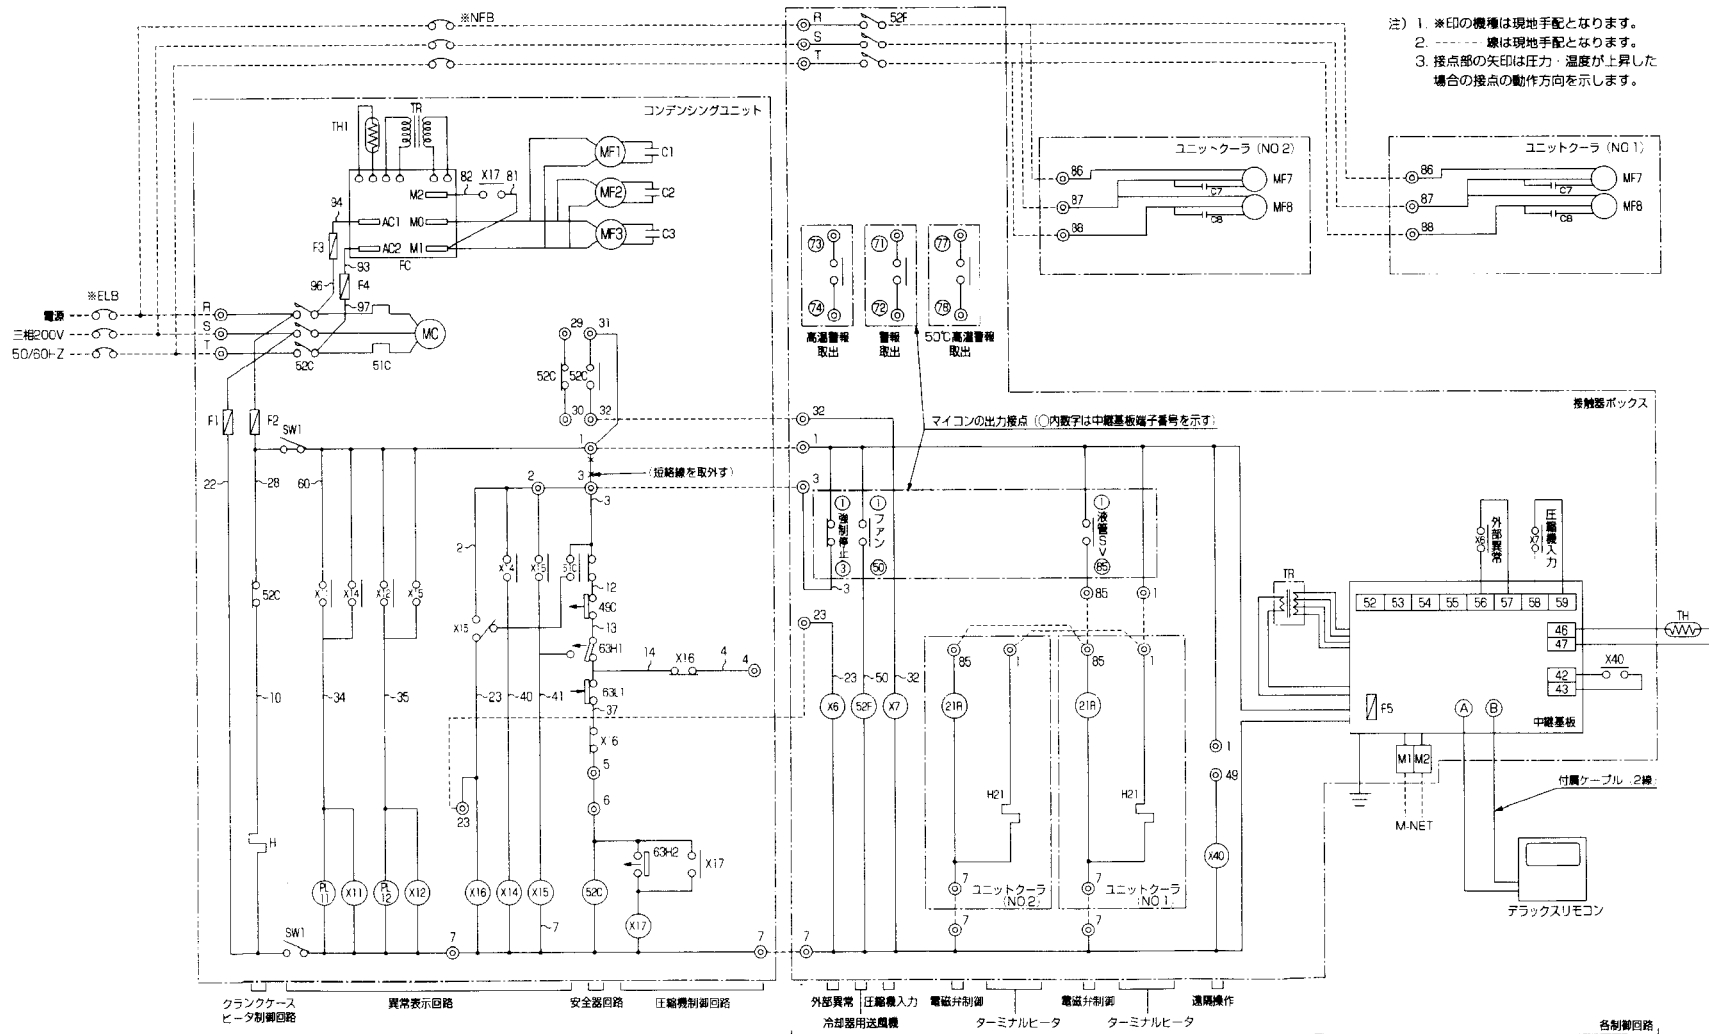 ※NFB
R
52F
S
T
注) 1. ※印の機種は現地手配となります。
2. ------ 線は現地手配となります。
3. 接点部の矢印は圧力・温度が上昇した
場合の接点の動作方向を示します。
コンデンシングユニット
TH1
TR
MF1
C1
82
X17
81
M2
MF2
C2
94
AC1
M0
MF3
C3
F3
AC2
M1
FC
93
96
F4
97
ユニットクーラ (NO.2)
86
MF7
C7
87
MF8
C8
88
ユニットクーラ (NO.1)
86
MF7
C7
87
MF8
C8
88
73
74
高温警報
取出
71
72
警報
取出
77
78
50℃高温警報
取出
※ELB
電源
三相200V
50/60HZ
R
S
T
MC
52C
51C
29
31
52C
52C
30
32
接触器ボックス
マイコンの出力接点 (○内数字は中継基板端子番号を示す)
F1
F2
SW1
1
32
1
(短絡線を取外す)
22
28
60
2
3
3
3
2
① 強制停止 ③
① ファン 50
① 液管SV 85
3
外部異常
X6
圧縮機入力
X7
52C
X14
X12
X15
X14
X15
51C
12
49C
13
63H1
X15
14
X16
4
4
63L1
37
X16
5
6
23
85
1
85
1
85
1
TR
52
53
54
55
56
57
58
59
46
47
TH
X40
42
43
F5
A
B
中継基板
10
34
35
23
40
41
23
50
32
X6
52F
X7
21R
21R
1
49
M1
M2
M-NET
付属ケーブル (2線)
デラックスリモコン
H
23
63H2
X17
H21
H21
X40
PL
11
X11
PL
12
X12
X16
X14
X15
52C
X17
7
7
ユニットクーラ
(NO.2)
7
ユニットクーラ
(NO.1)
SW1
7
7
7
7
7
クランクケース
ヒータ制御回路
異常表示回路
安全器回路
圧縮機制御回路
外部異常
圧縮機入力
冷却器用送風機
電磁弁制御
ターミナルヒータ
電磁弁制御
ターミナルヒータ
遠隔操作
各制御回路